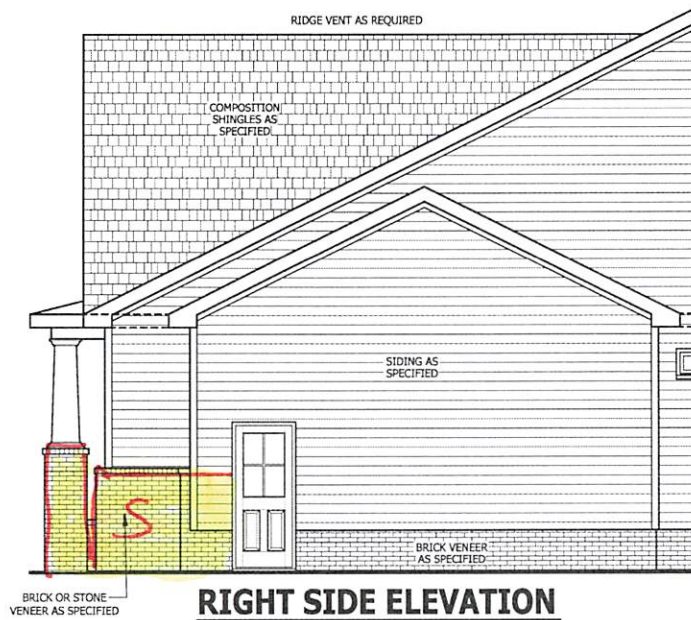 RIDGE VENT AS REQUIRED
COMPOSITION
SHINGLES AS
SPECIFIED
SIDING AS
SPECIFIED
S
BRICK VENEER
AS SPECIFIED
BRICK OR STONE
VENEER AS SPECIFIED
RIGHT SIDE ELEVATION